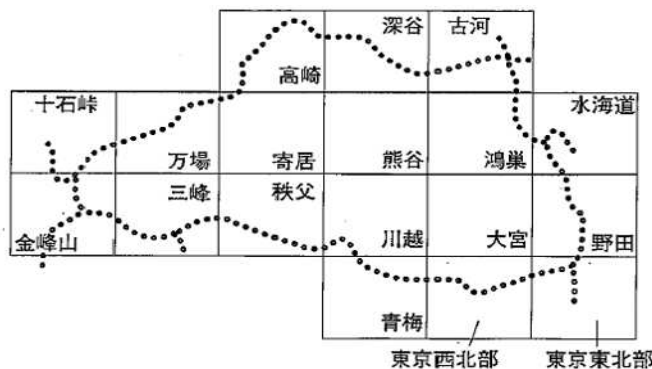 深谷 古河
高崎
十石峠 水海道
万場 寄居 熊谷 鴻巣
三峰 秩父
金峰山 川越 大宮 野田
青梅
東京西北部 東京東北部